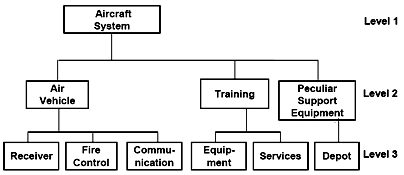 Aircraft
System
Level 1
Air
Vehicle
Training
Peculiar
Support
Equipment
Level 2
Receiver
Fire
Control
Commu-
nication
Equip-
ment
Services
Depot
Level 3